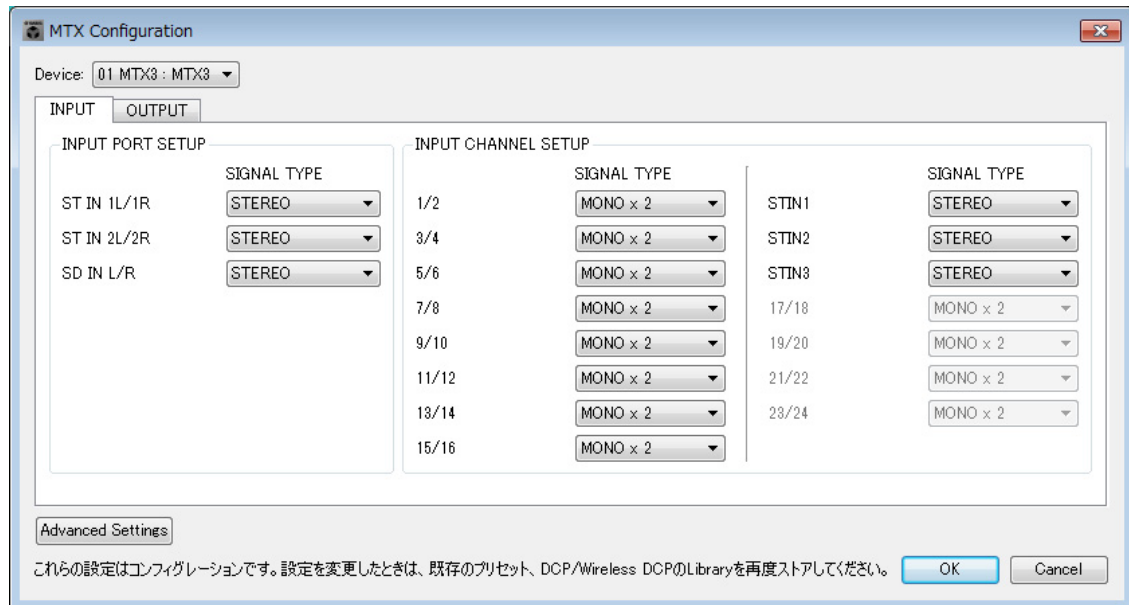 MTX Configuration
Device: 01 MTX3 : MTX3
INPUT OUTPUT
INPUT PORT SETUP
SIGNAL TYPE
ST IN 1L/1R STEREO
ST IN 2L/2R STEREO
SD IN L/R STEREO
INPUT CHANNEL SETUP
SIGNAL TYPE
1/2 MONO x 2
3/4 MONO x 2
5/6 MONO x 2
7/8 MONO x 2
9/10 MONO x 2
11/12 MONO x 2
13/14 MONO x 2
15/16 MONO x 2
SIGNAL TYPE
STIN1 STEREO
STIN2 STEREO
STIN3 STEREO
17/18 MONO x 2
19/20 MONO x 2
21/22 MONO x 2
23/24 MONO x 2
Advanced Settings
これらの設定はコンフィグレーションです。設定を変更したときは、既存のプリセット、DCP/Wireless DCPのLibraryを再度ストアしてください。
OK Cancel